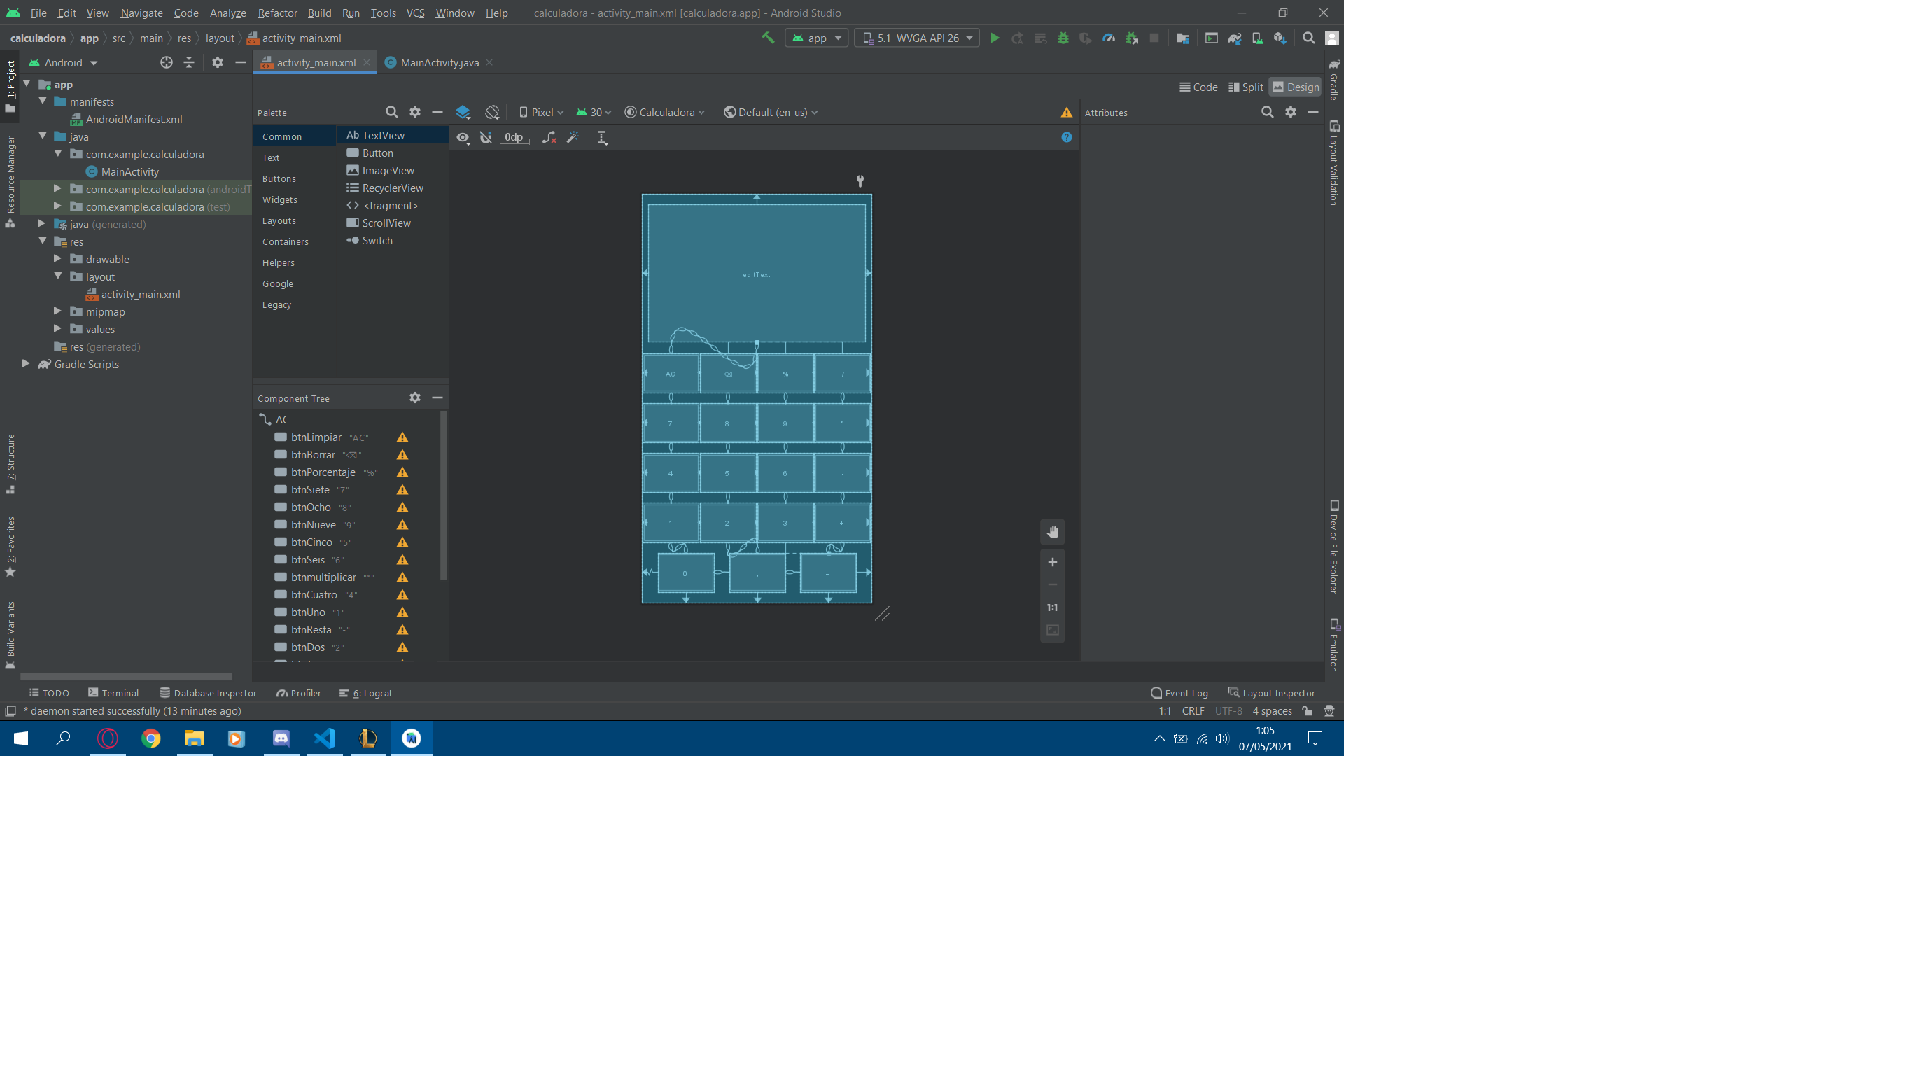 File Edit View Navigate Code Analyze Refactor Build Run Tools VCS Window Help calculadora - activity_main.xml [calculadora.app] - Android Studio
calculadora app src main res layout activity_main.xml app 5.1 WVGA API 26
Android activity_main.xml MainActivity.java
Code Split Design
1: Project
Resource Manager
7: Structure
2: Favorites
Build Variants
app
manifests
AndroidManifest.xml
java
com.example.calculadora
MainActivity
com.example.calculadora (androidT
com.example.calculadora (test)
java (generated)
res
drawable
layout
activity_main.xml
mipmap
values
res (generated)
Gradle Scripts
Palette
Common
Text
Buttons
Widgets
Layouts
Containers
Helpers
Google
Legacy
Ab TextView
Button
ImageView
RecyclerView
<> <fragment>
ScrollView
Switch
Pixel 30 Calculadora Default (en-us)
0dp
Attributes
Component Tree
AC
btnLimpiar "AC"
btnBorrar "⌫"
btnPorcentaje "%"
btnSiete "7"
btnOcho "8"
btnNueve "9"
btnCinco "5"
btnSeis "6"
btnmultiplicar
btnCuatro "4"
btnUno "1"
btnResta "-"
btnDos "2"
AC ⌫ % /
7 8 9 *
4 5 6 -
1 2 3 +
0
1:1
Gradle
Layout Validation
Device File Explorer
Emulator
TODO Terminal Database Inspector Profiler 6: Logcat Event Log Layout Inspector
* daemon started successfully (13 minutes ago) 1:1 CRLF UTF-8 4 spaces
1:05
07/05/2021